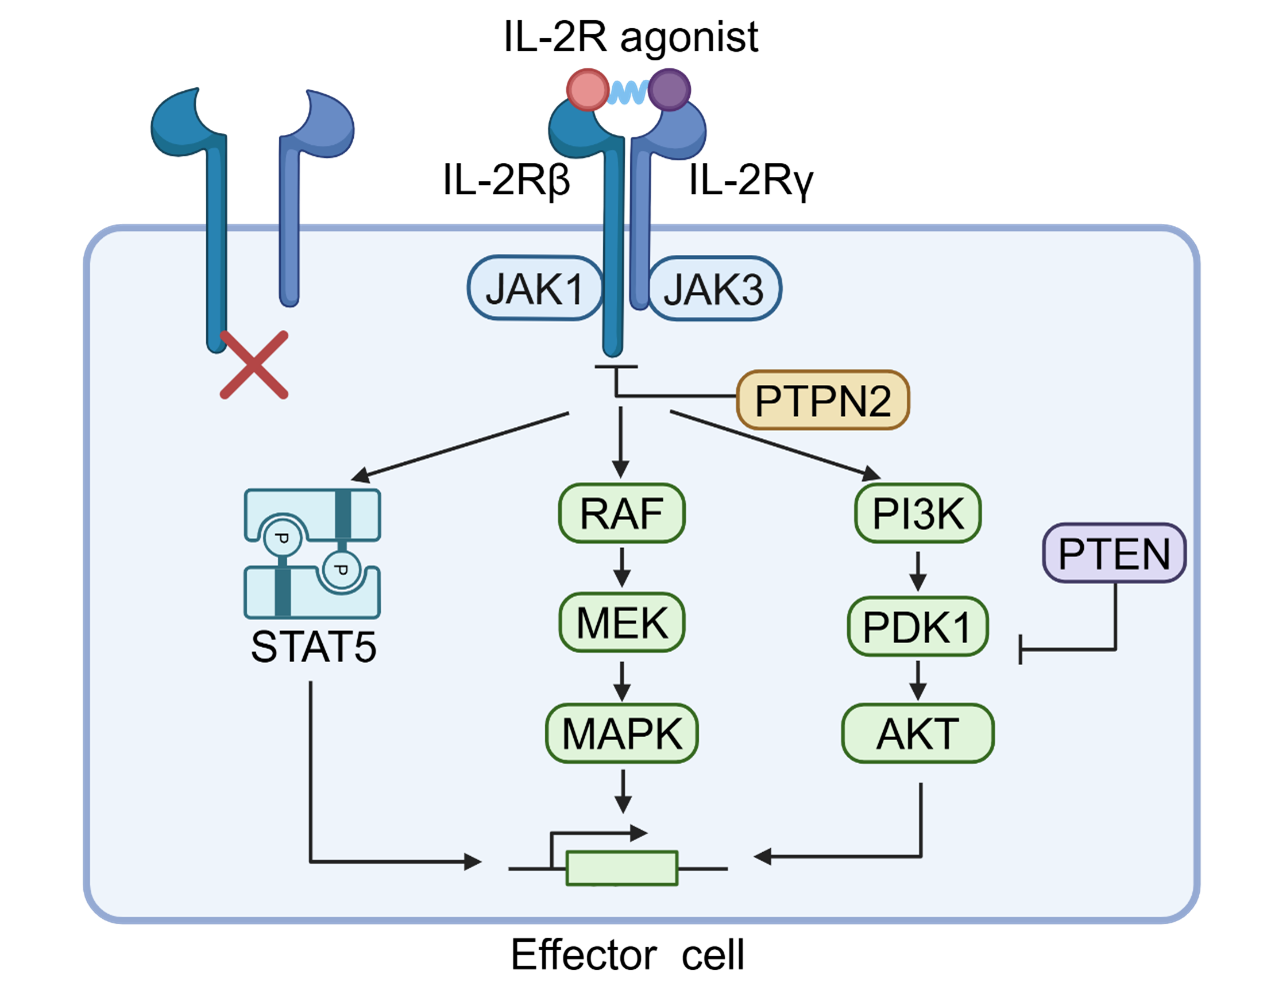 IL-2R agonist
IL-2Rβ
IL-2Rγ
JAK1
JAK3
PTPN2
P
P
STAT5
RAF
PI3K
PTEN
MEK
PDK1
MAPK
AKT
Effector cell